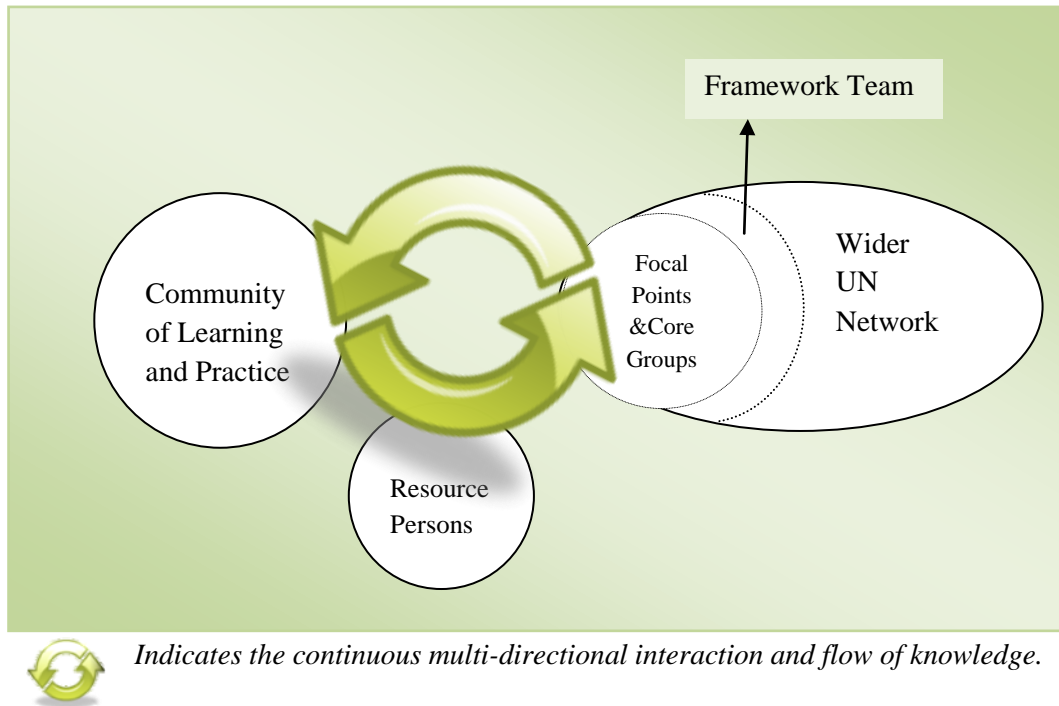 Framework Team
Community
of Learning
and Practice
Focal
Points
&Core
Groups
Wider
UN
Network
Resource
Persons
Indicates the continuous multi-directional interaction and flow of knowledge.